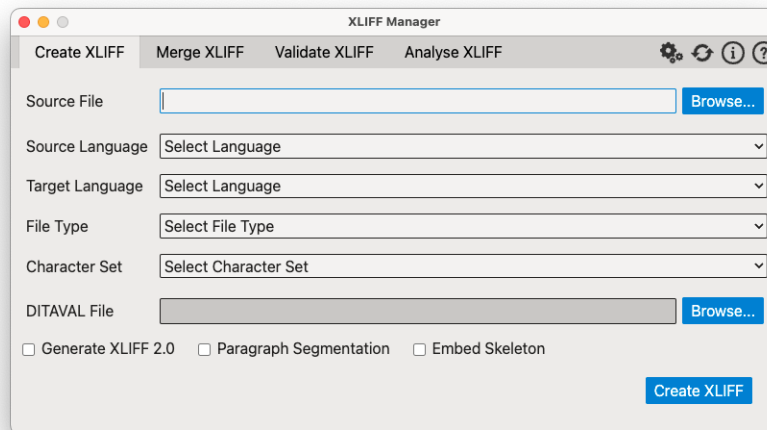 XLIFF Manager
Create XLIFF Merge XLIFF Validate XLIFF Analyse XLIFF
Source File Browse...
Source Language Select Language
Target Language Select Language
File Type Select File Type
Character Set Select Character Set
DITAVAL File Browse...
Generate XLIFF 2.0 Paragraph Segmentation Embed Skeleton
Create XLIFF